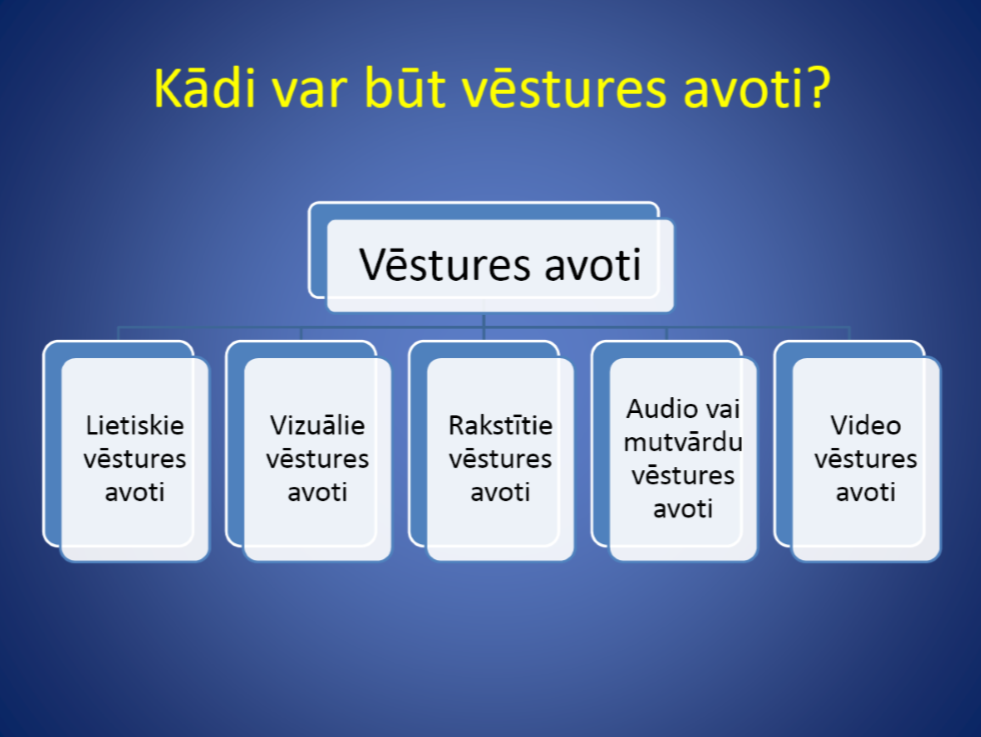 Kādi var būt vēstures avoti?
Vēstures avoti
Lietiskie
vēstures
avoti
Vizuālie
vēstures
avoti
Rakstītie
vēstures
avoti
Audio vai
mutvārdu
vēstures
avoti
Video
vēstures
avoti